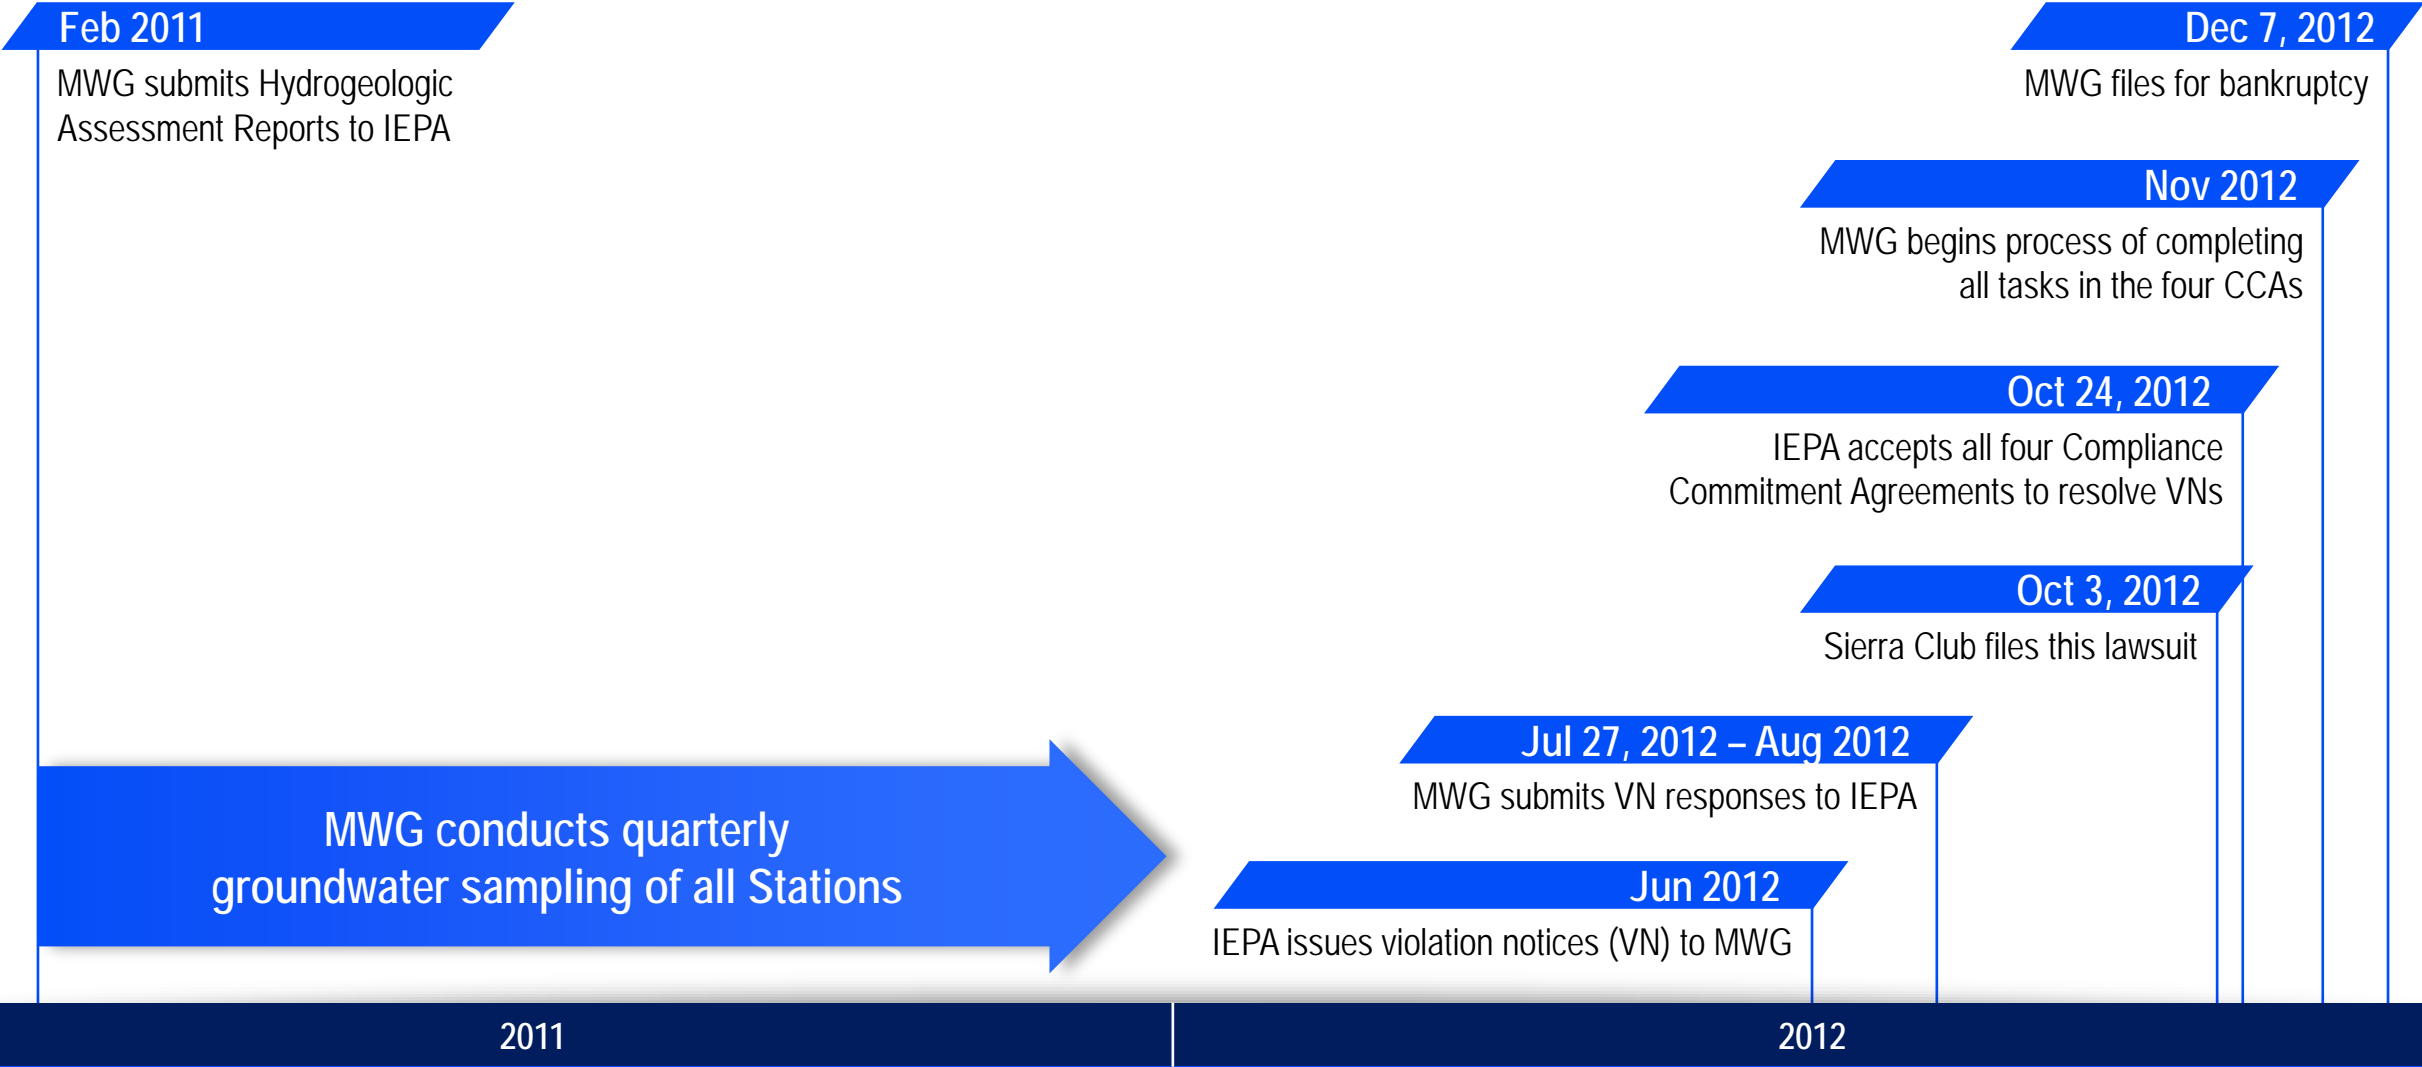 Feb 2011
MWG submits Hydrogeologic
Assessment Reports to IEPA
Dec 7, 2012
MWG files for bankruptcy
Nov 2012
MWG begins process of completing
all tasks in the four CCAs
Oct 24, 2012
IEPA accepts all four Compliance
Commitment Agreements to resolve VNs
Oct 3, 2012
Sierra Club files this lawsuit
Jul 27, 2012 – Aug 2012
MWG submits VN responses to IEPA
MWG conducts quarterly
groundwater sampling of all Stations
Jun 2012
IEPA issues violation notices (VN) to MWG
2011
2012